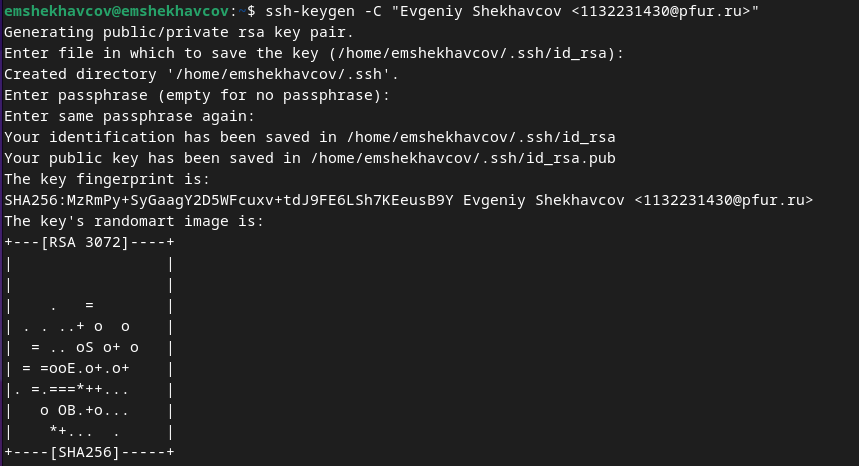 emshekhavcov@emshekhavcov:~$ ssh-keygen -C "Evgeniy Shekhavcov <1132231430@pfur.ru>"
Generating public/private rsa key pair.
Enter file in which to save the key (/home/emshekhavcov/.ssh/id_rsa):
Created directory '/home/emshekhavcov/.ssh'.
Enter passphrase (empty for no passphrase):
Enter same passphrase again:
Your identification has been saved in /home/emshekhavcov/.ssh/id_rsa
Your public key has been saved in /home/emshekhavcov/.ssh/id_rsa.pub
The key fingerprint is:
SHA256:MzRmPy+SyGaagY2D5WFcuxv+tdJ9FE6LSh7KEeusB9Y Evgeniy Shekhavcov <1132231430@pfur.ru>
The key's randomart image is:
+---[RSA 3072]----+
|                 |
|                 |
|    .   =        |
| . . ..+ o  o    |
|  = .. oS o+ o   |
| = =ooE.o+.o+    |
|. =.===*++...    |
|   o OB.+o...    |
|    *+...  .     |
+----[SHA256]-----+